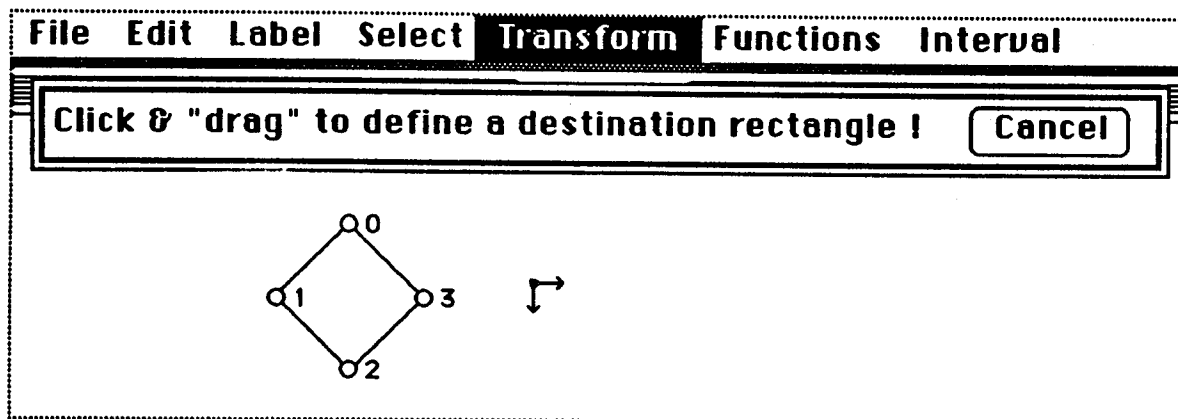 File Edit Label Select Transform Functions Interval
Click & "drag" to define a destination rectangle !
Cancel
0
1
3
2